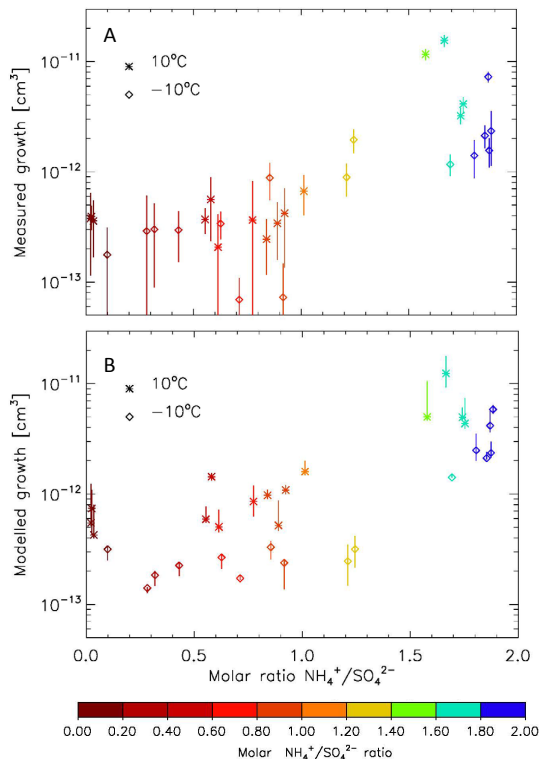 A
✳ 10°C
◇ −10°C
Measured growth [cm³]
10⁻¹¹
10⁻¹²
10⁻¹³
B
✳ 10°C
◇ −10°C
Modelled growth [cm³]
10⁻¹¹
10⁻¹²
10⁻¹³
0.0 0.5 1.0 1.5 2.0
Molar ratio NH₄⁺/SO₄²⁻
0.00 0.20 0.40 0.60 0.80 1.00 1.20 1.40 1.60 1.80 2.00
Molar NH₄⁺/SO₄²⁻ ratio